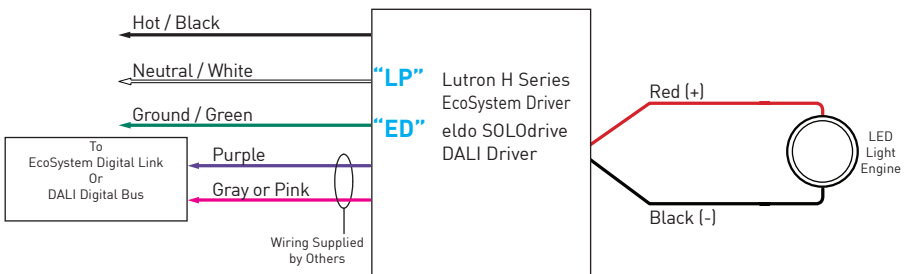 Hot / Black
Neutral / White
Ground / Green
To
EcoSystem Digital Link
Or
DALI Digital Bus
Purple
Gray or Pink
Wiring Supplied
by Others
“LP” Lutron H Series
EcoSystem Driver
“ED” eldo SOLOdrive
DALI Driver
Red (+)
Black (-)
LED
Light
Engine